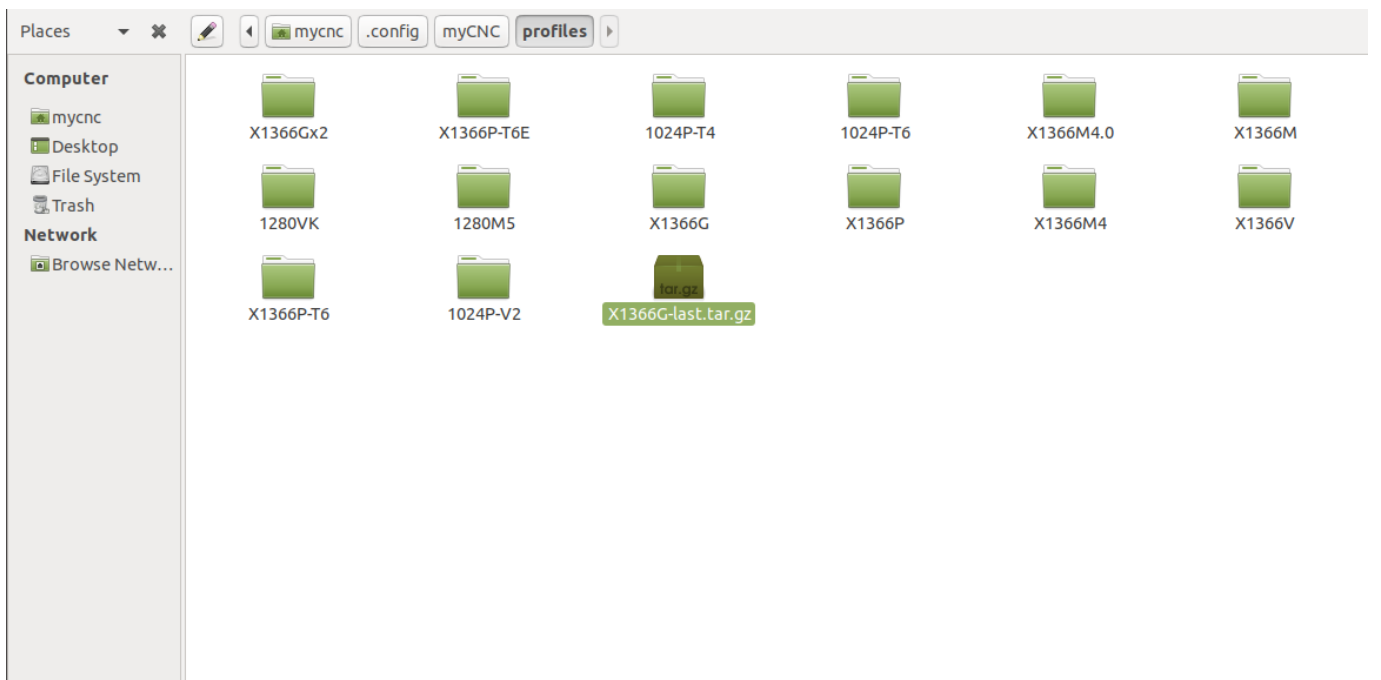 Places
mycnc .config myCNC profiles
Computer
mycnc
Desktop
File System
Trash
Network
Browse Netw...
X1366Gx2 X1366P-T6E 1024P-T4 1024P-T6 X1366M4.0 X1366M
1280VK 1280M5 X1366G X1366P X1366M4 X1366V
X1366P-T6 1024P-V2 tar.gz
X1366G-last.tar.gz